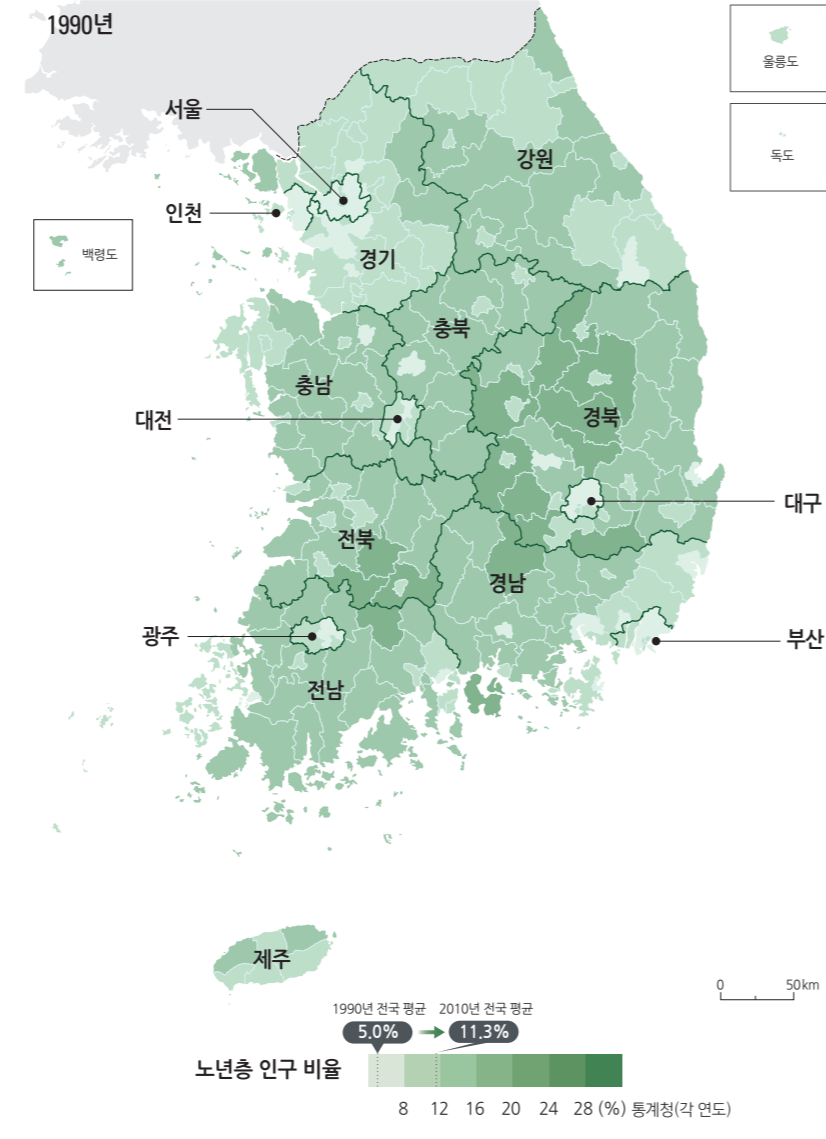 1990년
울릉도
독도
서울
강원
인천
백령도
경기
충북
충남
경북
대전
대구
전북
경남
광주
부산
전남
제주
0 50km
1990년 전국 평균 2010년 전국 평균
5.0% 11.3%
노년층 인구 비율
8 12 16 20 24 28 (%) 통계청(각 연도)